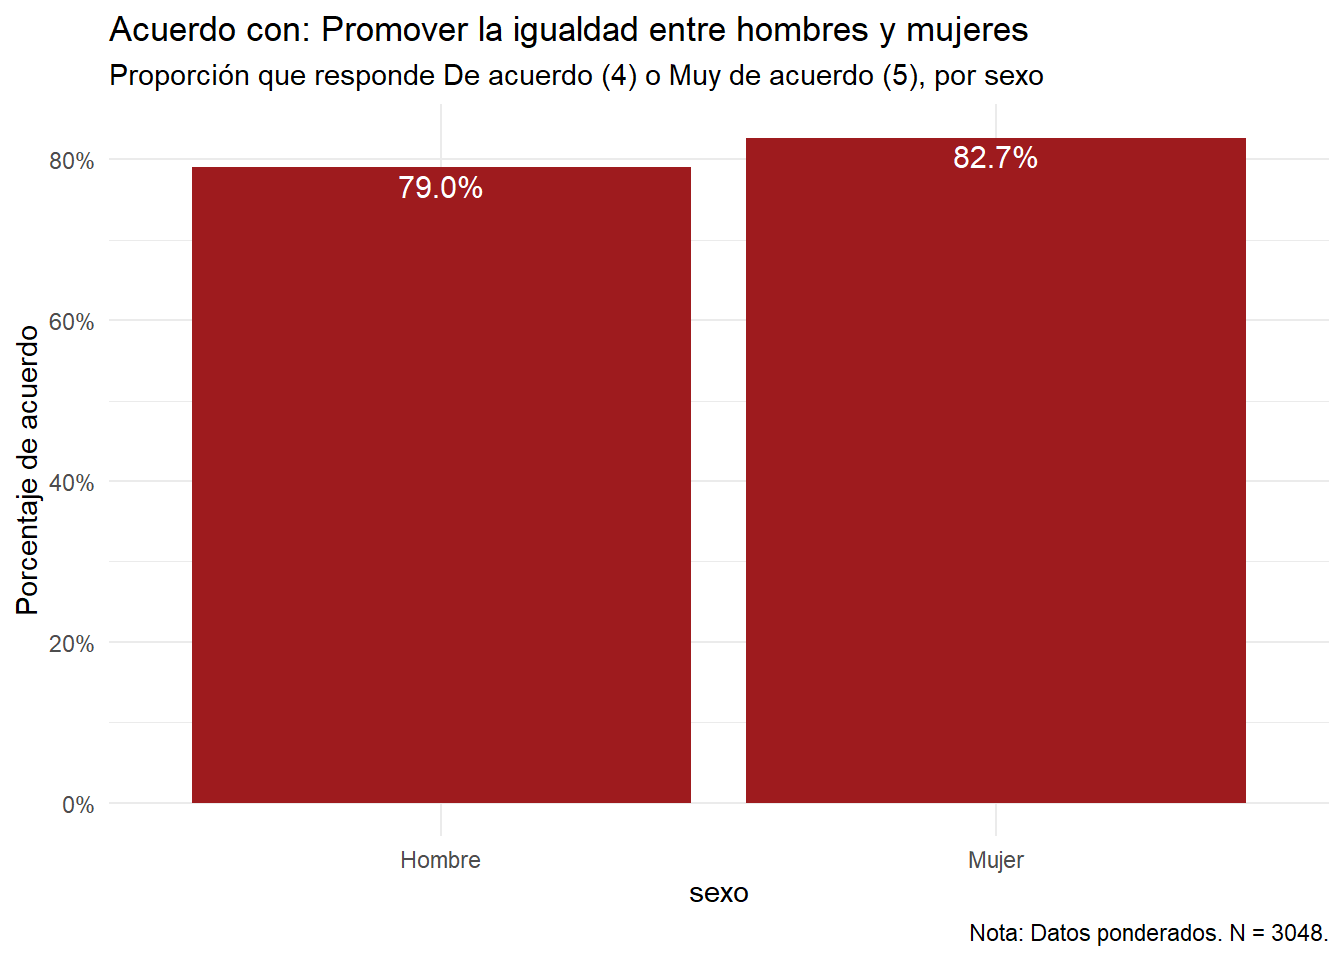 Acuerdo con: Promover la igualdad entre hombres y mujeres
Proporción que responde De acuerdo (4) o Muy de acuerdo (5), por sexo
Porcentaje de acuerdo
80%
60%
40%
20%
0%
79.0%
82.7%
Hombre
Mujer
sexo
Nota: Datos ponderados. N = 3048.